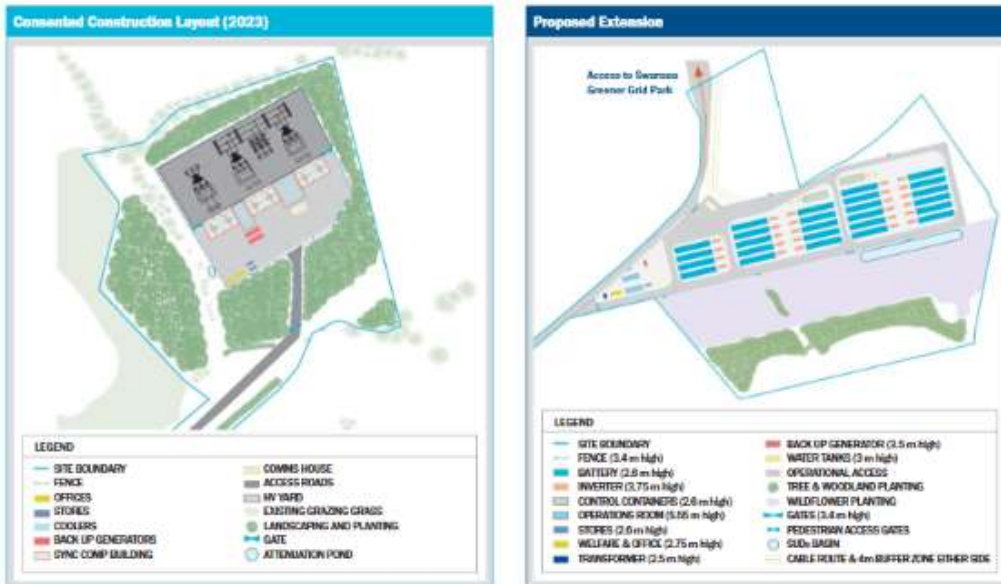 Consented Construction Layout (2023)
LEGEND
SITE BOUNDARY
FENCE
OFFICES
STORES
COOLERS
BACK UP GENERATORS
SYNC COMP BUILDING
COMMS HOUSE
ACCESS ROADS
HV YARD
EXISTING GRAZING GRASS
LANDSCAPING AND PLANTING
GATE
ATTENUATION POND
Proposed Extension
Access to Swansea
Greener Grid Park
LEGEND
SITE BOUNDARY
FENCE (3.4 m high)
BATTERY (2.6 m high)
INVERTER (3.75 m high)
CONTROL CONTAINERS (2.6 m high)
OPERATIONS ROOM (5.55 m high)
STORES (2.6 m high)
WELFARE & OFFICE (2.75 m high)
TRANSFORMER (2.5 m high)
BACK UP GENERATOR (3.5 m high)
WATER TANKS (3 m high)
OPERATIONAL ACCESS
TREE & WOODLAND PLANTING
WILDFLOWER PLANTING
GATES (3.4 m high)
PEDESTRIAN ACCESS GATES
SUDs BASIN
CABLE ROUTE & 4m BUFFER ZONE EITHER SIDE